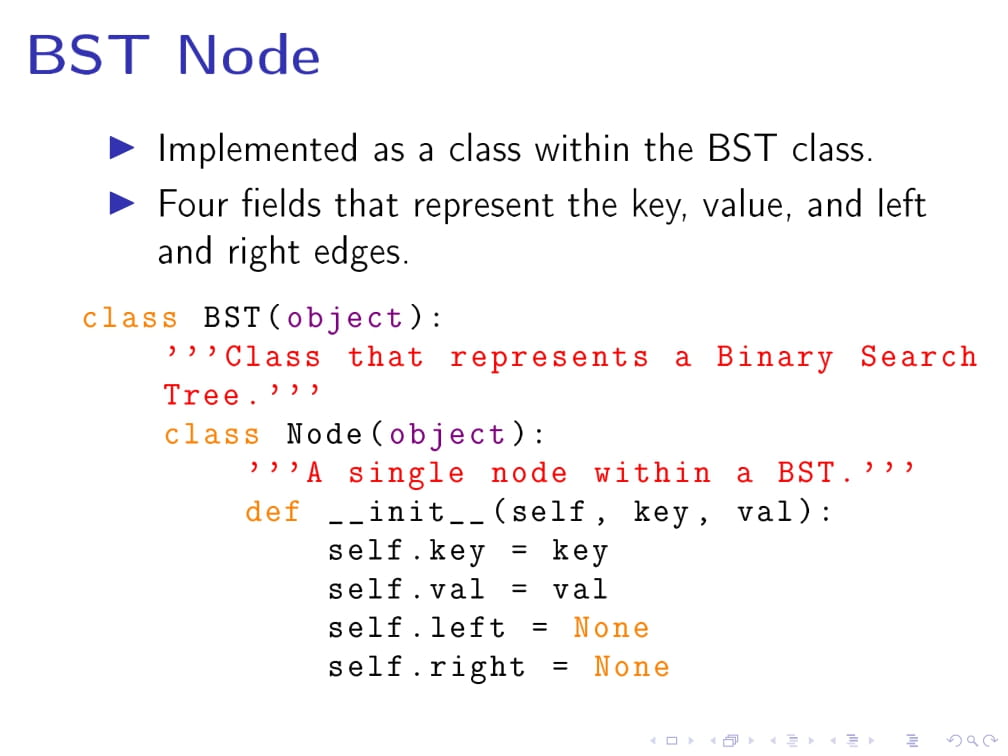 BST Node
Implemented as a class within the BST class.
Four fields that represent the key, value, and left
and right edges.
class BST(object):
    ’’’Class that represents a Binary Search
    Tree.’’’
    class Node(object):
        ’’’A single node within a BST.’’’
        def __init__(self, key, val):
            self.key = key
            self.val = val
            self.left = None
            self.right = None